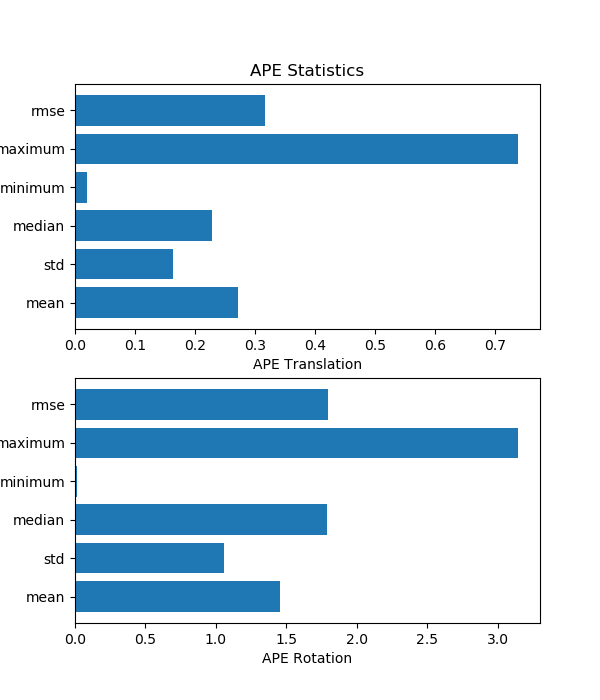 APE Statistics
rmse
maximum
minimum
median
std
mean
0.0 0.1 0.2 0.3 0.4 0.5 0.6 0.7
APE Translation
rmse
maximum
minimum
median
std
mean
0.0 0.5 1.0 1.5 2.0 2.5 3.0
APE Rotation